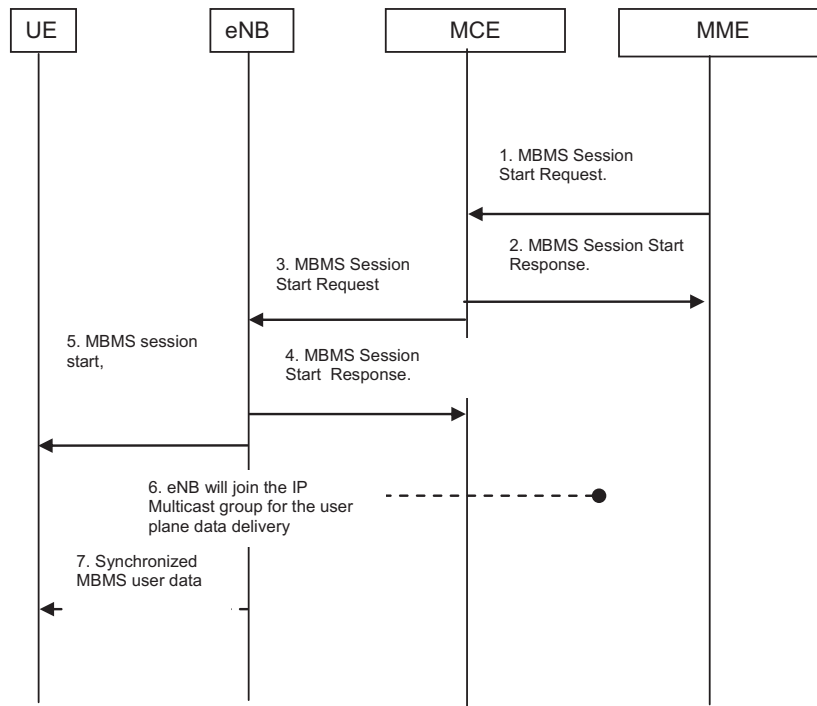 UE
eNB
MCE
MME
1. MBMS Session
Start Request.
2. MBMS Session Start
Response.
3. MBMS Session
Start Request
5. MBMS session
start,
4. MBMS Session
Start Response.
6. eNB will join the IP
Multicast group for the user
plane data delivery
7. Synchronized
MBMS user data